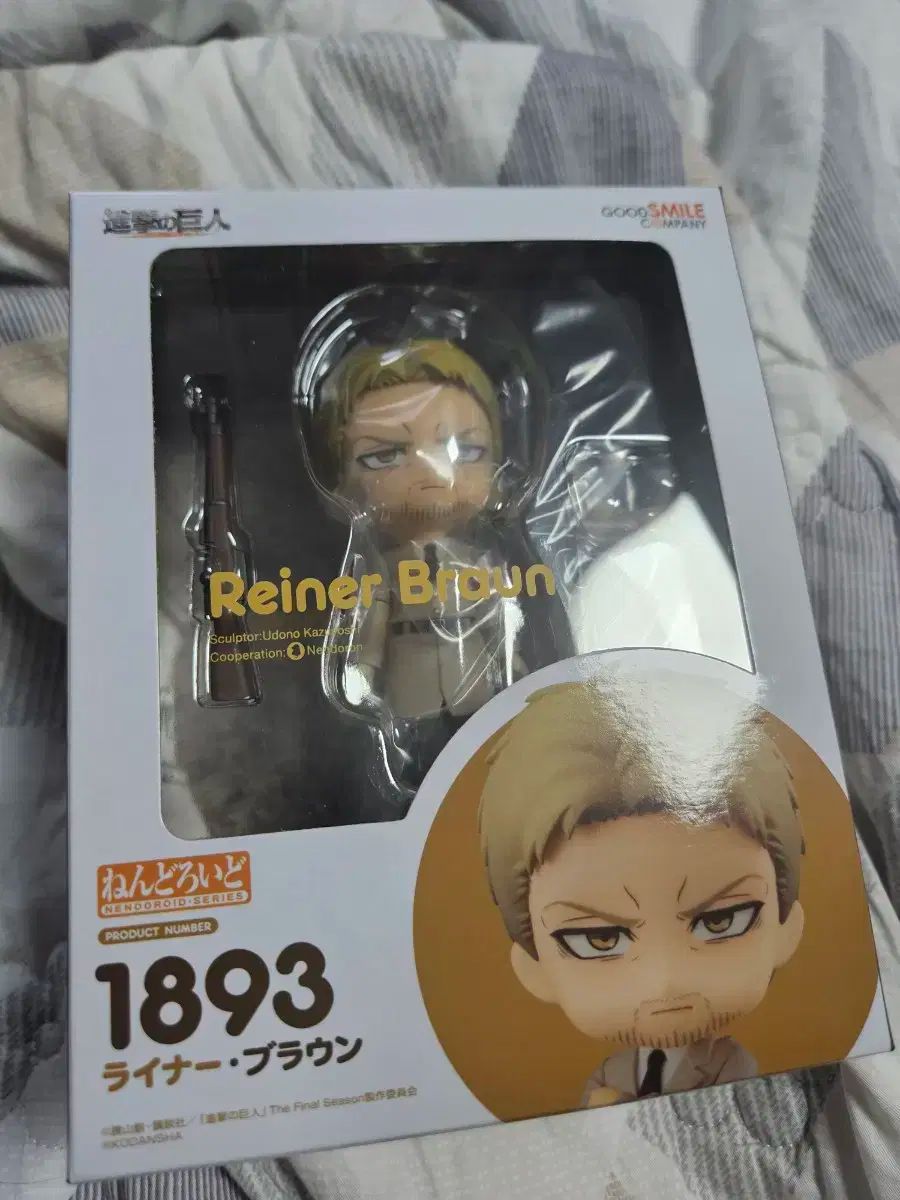 進撃の巨人
GOOD SMILE
COMPANY
Reiner Braun
Sculptor:Udono Kazuyoshi
Cooperation: Nendoron
ねんどろいど
NENDOROID·SERIES
PRODUCT NUMBER
1893
ライナー・ブラウン
©諫山創・講談社／「進撃の巨人」The Final Season製作委員会
©KODANSHA